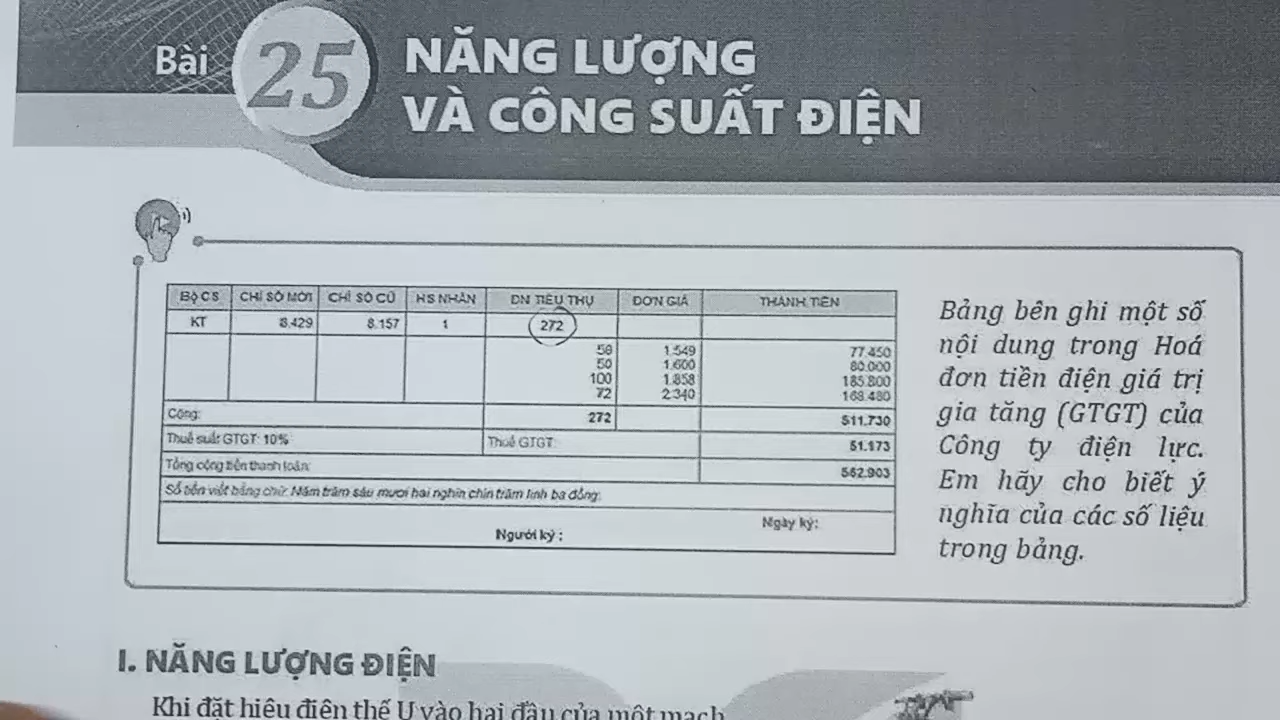 Bài 25 NĂNG LƯỢNG
VÀ CÔNG SUẤT ĐIỆN
BỘ CS CHỈ SỐ MỚI CHỈ SỐ CŨ HS NHÂN ĐN TIÊU THỤ ĐƠN GIÁ THÀNH TIỀN
KT 8.429 8.157 1 272
50 1.549 77.450
50 1.600 80.000
100 1.858 185.800
72 2.340 168.480
Cộng: 272 511.730
Thuế suất GTGT: 10% Thuế GTGT: 51.173
Tổng cộng tiền thanh toán: 562.903
Số tiền viết bằng chữ: Năm trăm sáu mươi hai nghìn chín trăm linh ba đồng.
Ngày ký:
Người ký :
Bảng bên ghi một số
nội dung trong Hoá
đơn tiền điện giá trị
gia tăng (GTGT) của
Công ty điện lực.
Em hãy cho biết ý
nghĩa của các số liệu
trong bảng.
I. NĂNG LƯỢNG ĐIỆN
Khi đặt hiệu điện thế U vào hai đầu của một mạch